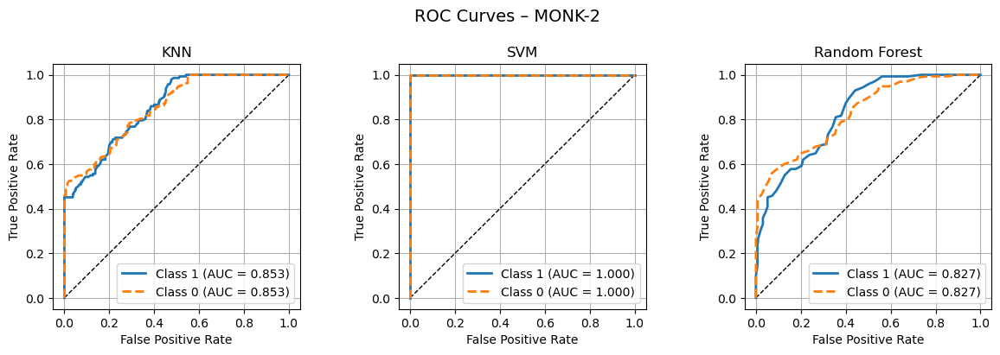 ROC Curves – MONK-2
KNN
True Positive Rate
1.0
0.8
0.6
0.4
0.2
0.0
Class 1 (AUC = 0.853)
Class 0 (AUC = 0.853)
0.0 0.2 0.4 0.6 0.8 1.0
False Positive Rate
SVM
True Positive Rate
1.0
0.8
0.6
0.4
0.2
0.0
Class 1 (AUC = 1.000)
Class 0 (AUC = 1.000)
0.0 0.2 0.4 0.6 0.8 1.0
False Positive Rate
Random Forest
True Positive Rate
1.0
0.8
0.6
0.4
0.2
0.0
Class 1 (AUC = 0.827)
Class 0 (AUC = 0.827)
0.0 0.2 0.4 0.6 0.8 1.0
False Positive Rate